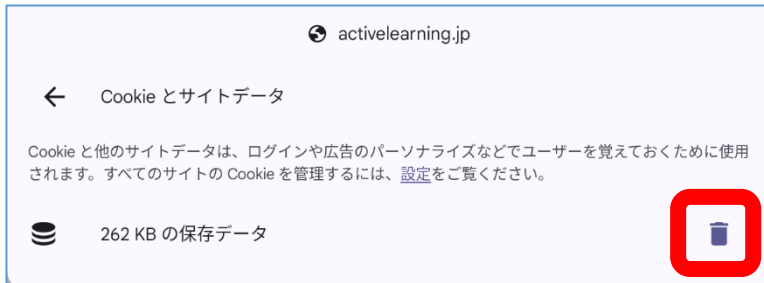 activelearning.jp
Cookie とサイトデータ
Cookie と他のサイトデータは、ログインや広告のパーソナライズなどでユーザーを覚えておくために使用
されます。すべてのサイトの Cookie を管理するには、設定をご覧ください。
262 KB の保存データ